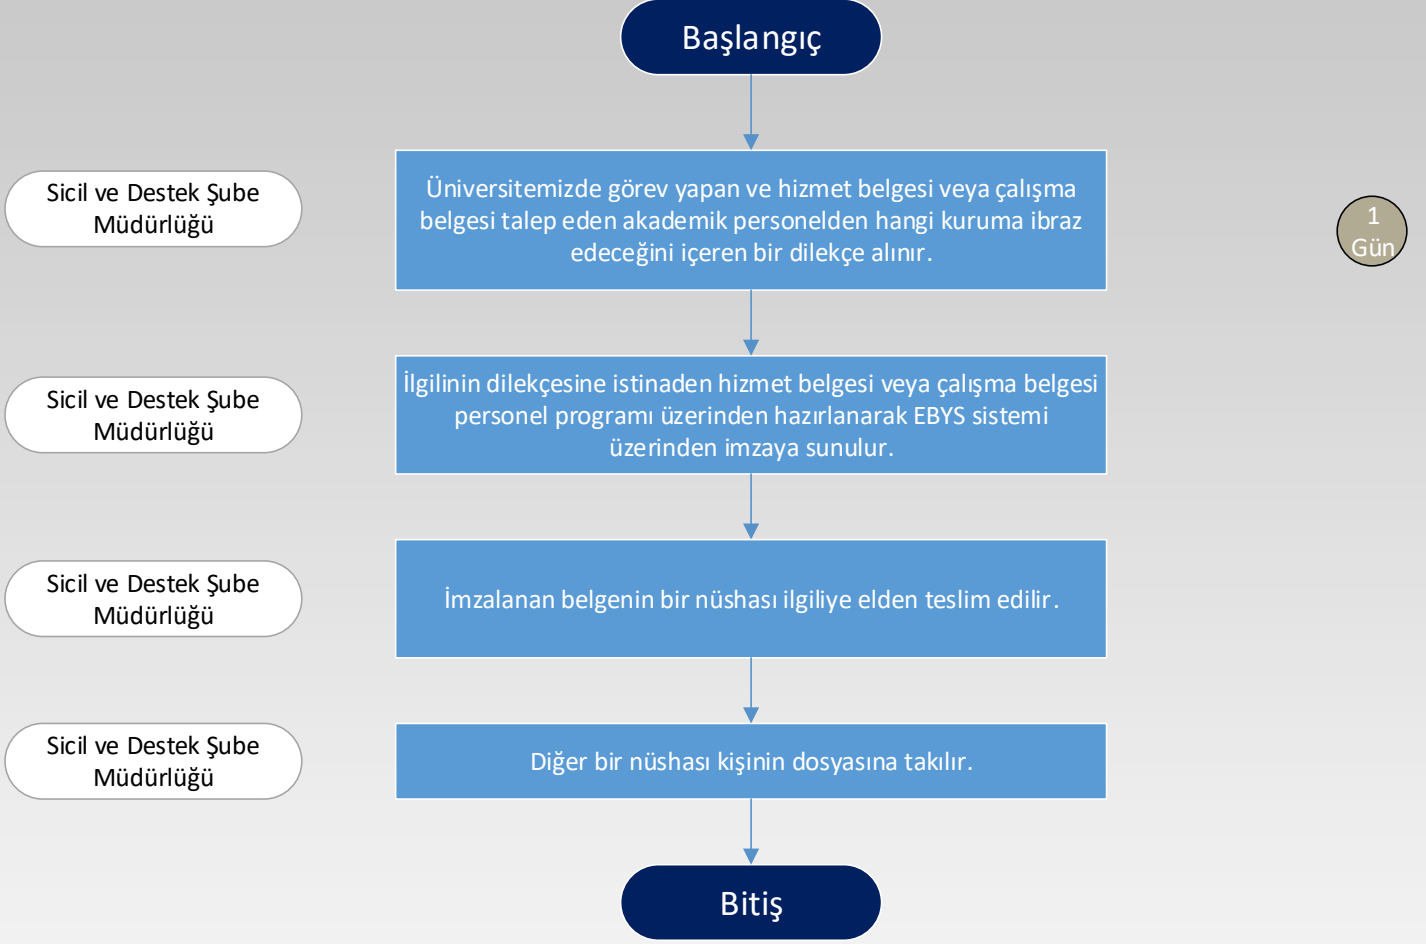 Başlangıç
Sicil ve Destek Şube
Müdürlüğü
Üniversitemizde görev yapan ve hizmet belgesi veya çalışma
belgesi talep eden akademik personelden hangi kuruma ibraz
edeceğini içeren bir dilekçe alınır.
1
Gün
Sicil ve Destek Şube
Müdürlüğü
İlgilinin dilekçesine istinaden hizmet belgesi veya çalışma belgesi
personel programı üzerinden hazırlanarak EBYS sistemi
üzerinden imzaya sunulur.
Sicil ve Destek Şube
Müdürlüğü
İmzalanan belgenin bir nüshası ilgiliye elden teslim edilir.
Sicil ve Destek Şube
Müdürlüğü
Diğer bir nüshası kişinin dosyasına takılır.
Bitiş